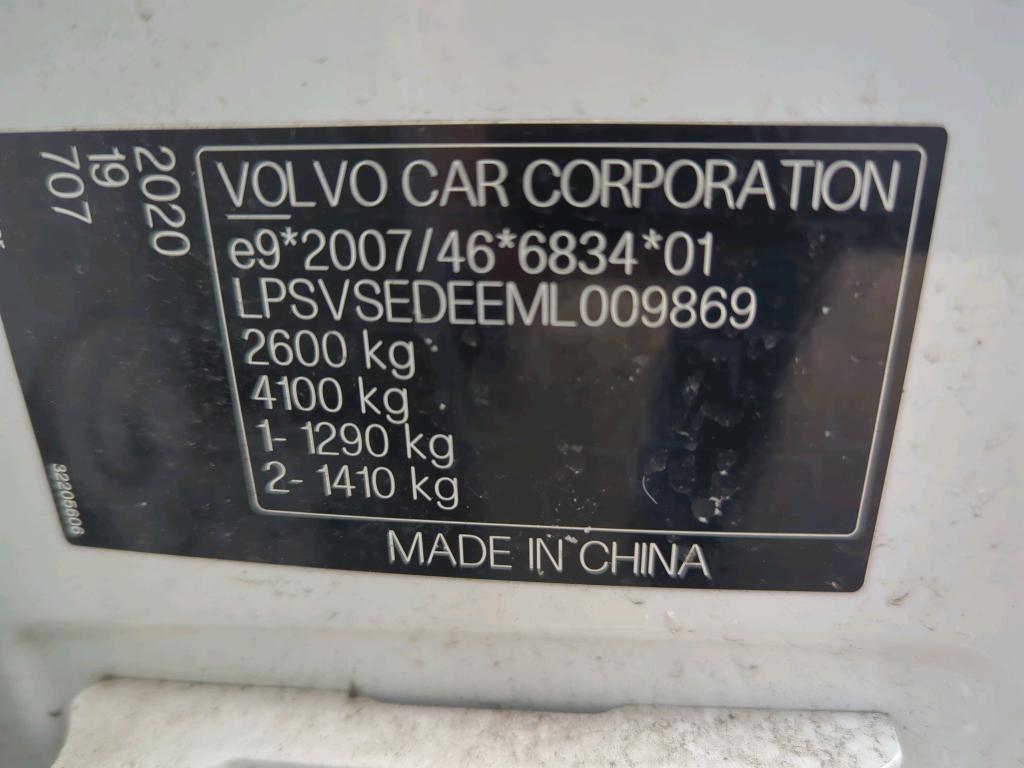 VOLVO CAR CORPORATION
e9*2007/46*6834*01
LPSVSEDEEML009869
2600 kg
4100 kg
1- 1290 kg
2- 1410 kg
MADE IN CHINA
2020
19
707
32206606